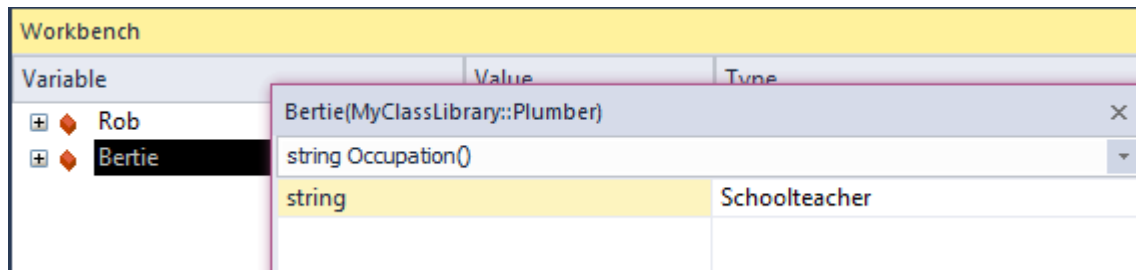 Workbench
Variable Value Type
Rob
Bertie(MyClassLibrary::Plumber)
Bertie
string Occupation()
string Schoolteacher